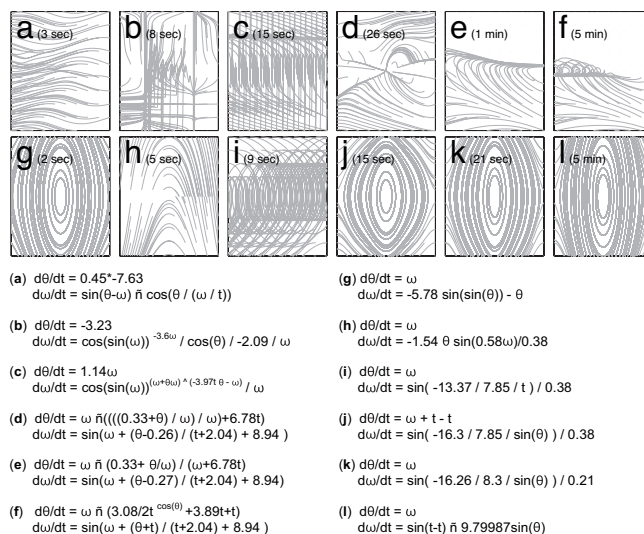 a (3 sec)
b (8 sec)
c (15 sec)
d (26 sec)
e (1 min)
f (5 min)
g (2 sec)
h (5 sec)
i (9 sec)
j (15 sec)
k (21 sec)
l (5 min)
(a) dθ/dt = 0.45*-7.63
dω/dt = sin(θ-ω) ñ cos(θ / (ω / t))
(b) dθ/dt = -3.23
dω/dt = cos(sin(ω)) ^-3.6ω / cos(θ) / -2.09 / ω
(c) dθ/dt = 1.14ω
dω/dt = cos(sin(ω))^(ω+θω) ^ (-3.97t θ - ω) / ω
(d) dθ/dt = ω ñ((((0.33+θ) / ω) / ω)+6.78t)
dω/dt = sin(ω + (θ-0.26) / (t+2.04) + 8.94 )
(e) dθ/dt = ω ñ (0.33+ θ/ω) / (ω+6.78t)
dω/dt = sin(ω + (θ-0.27) / (t+2.04) + 8.94)
(f) dθ/dt = ω ñ (3.08/2t ^cos(θ) +3.89t+t)
dω/dt = sin(ω + (θ+t) / (t+2.04) + 8.94 )
(g) dθ/dt = ω
dω/dt = -5.78 sin(sin(θ)) - θ
(h) dθ/dt = ω
dω/dt = -1.54 θ sin(0.58ω)/0.38
(i) dθ/dt = ω
dω/dt = sin( -13.37 / 7.85 / t ) / 0.38
(j) dθ/dt = ω + t - t
dω/dt = sin( -16.3 / 7.85 / sin(θ) ) / 0.38
(k) dθ/dt = ω
dω/dt = sin( -16.26 / 8.3 / sin(θ) ) / 0.21
(l) dθ/dt = ω
dω/dt = sin(t-t) ñ 9.79987sin(θ)